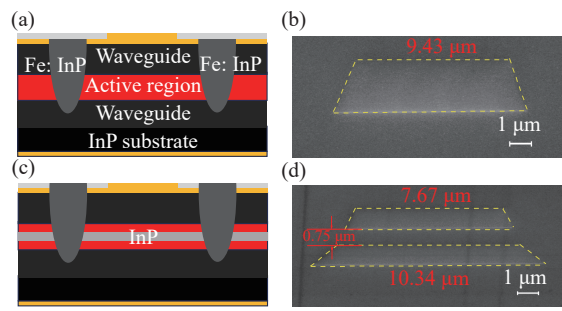 (a)
Fe: InP
Waveguide
Fe: InP
Active region
Waveguide
InP substrate
(b)
9.43 μm
1 μm
(c)
InP
(d)
7.67 μm
0.75 μm
10.34 μm
1 μm